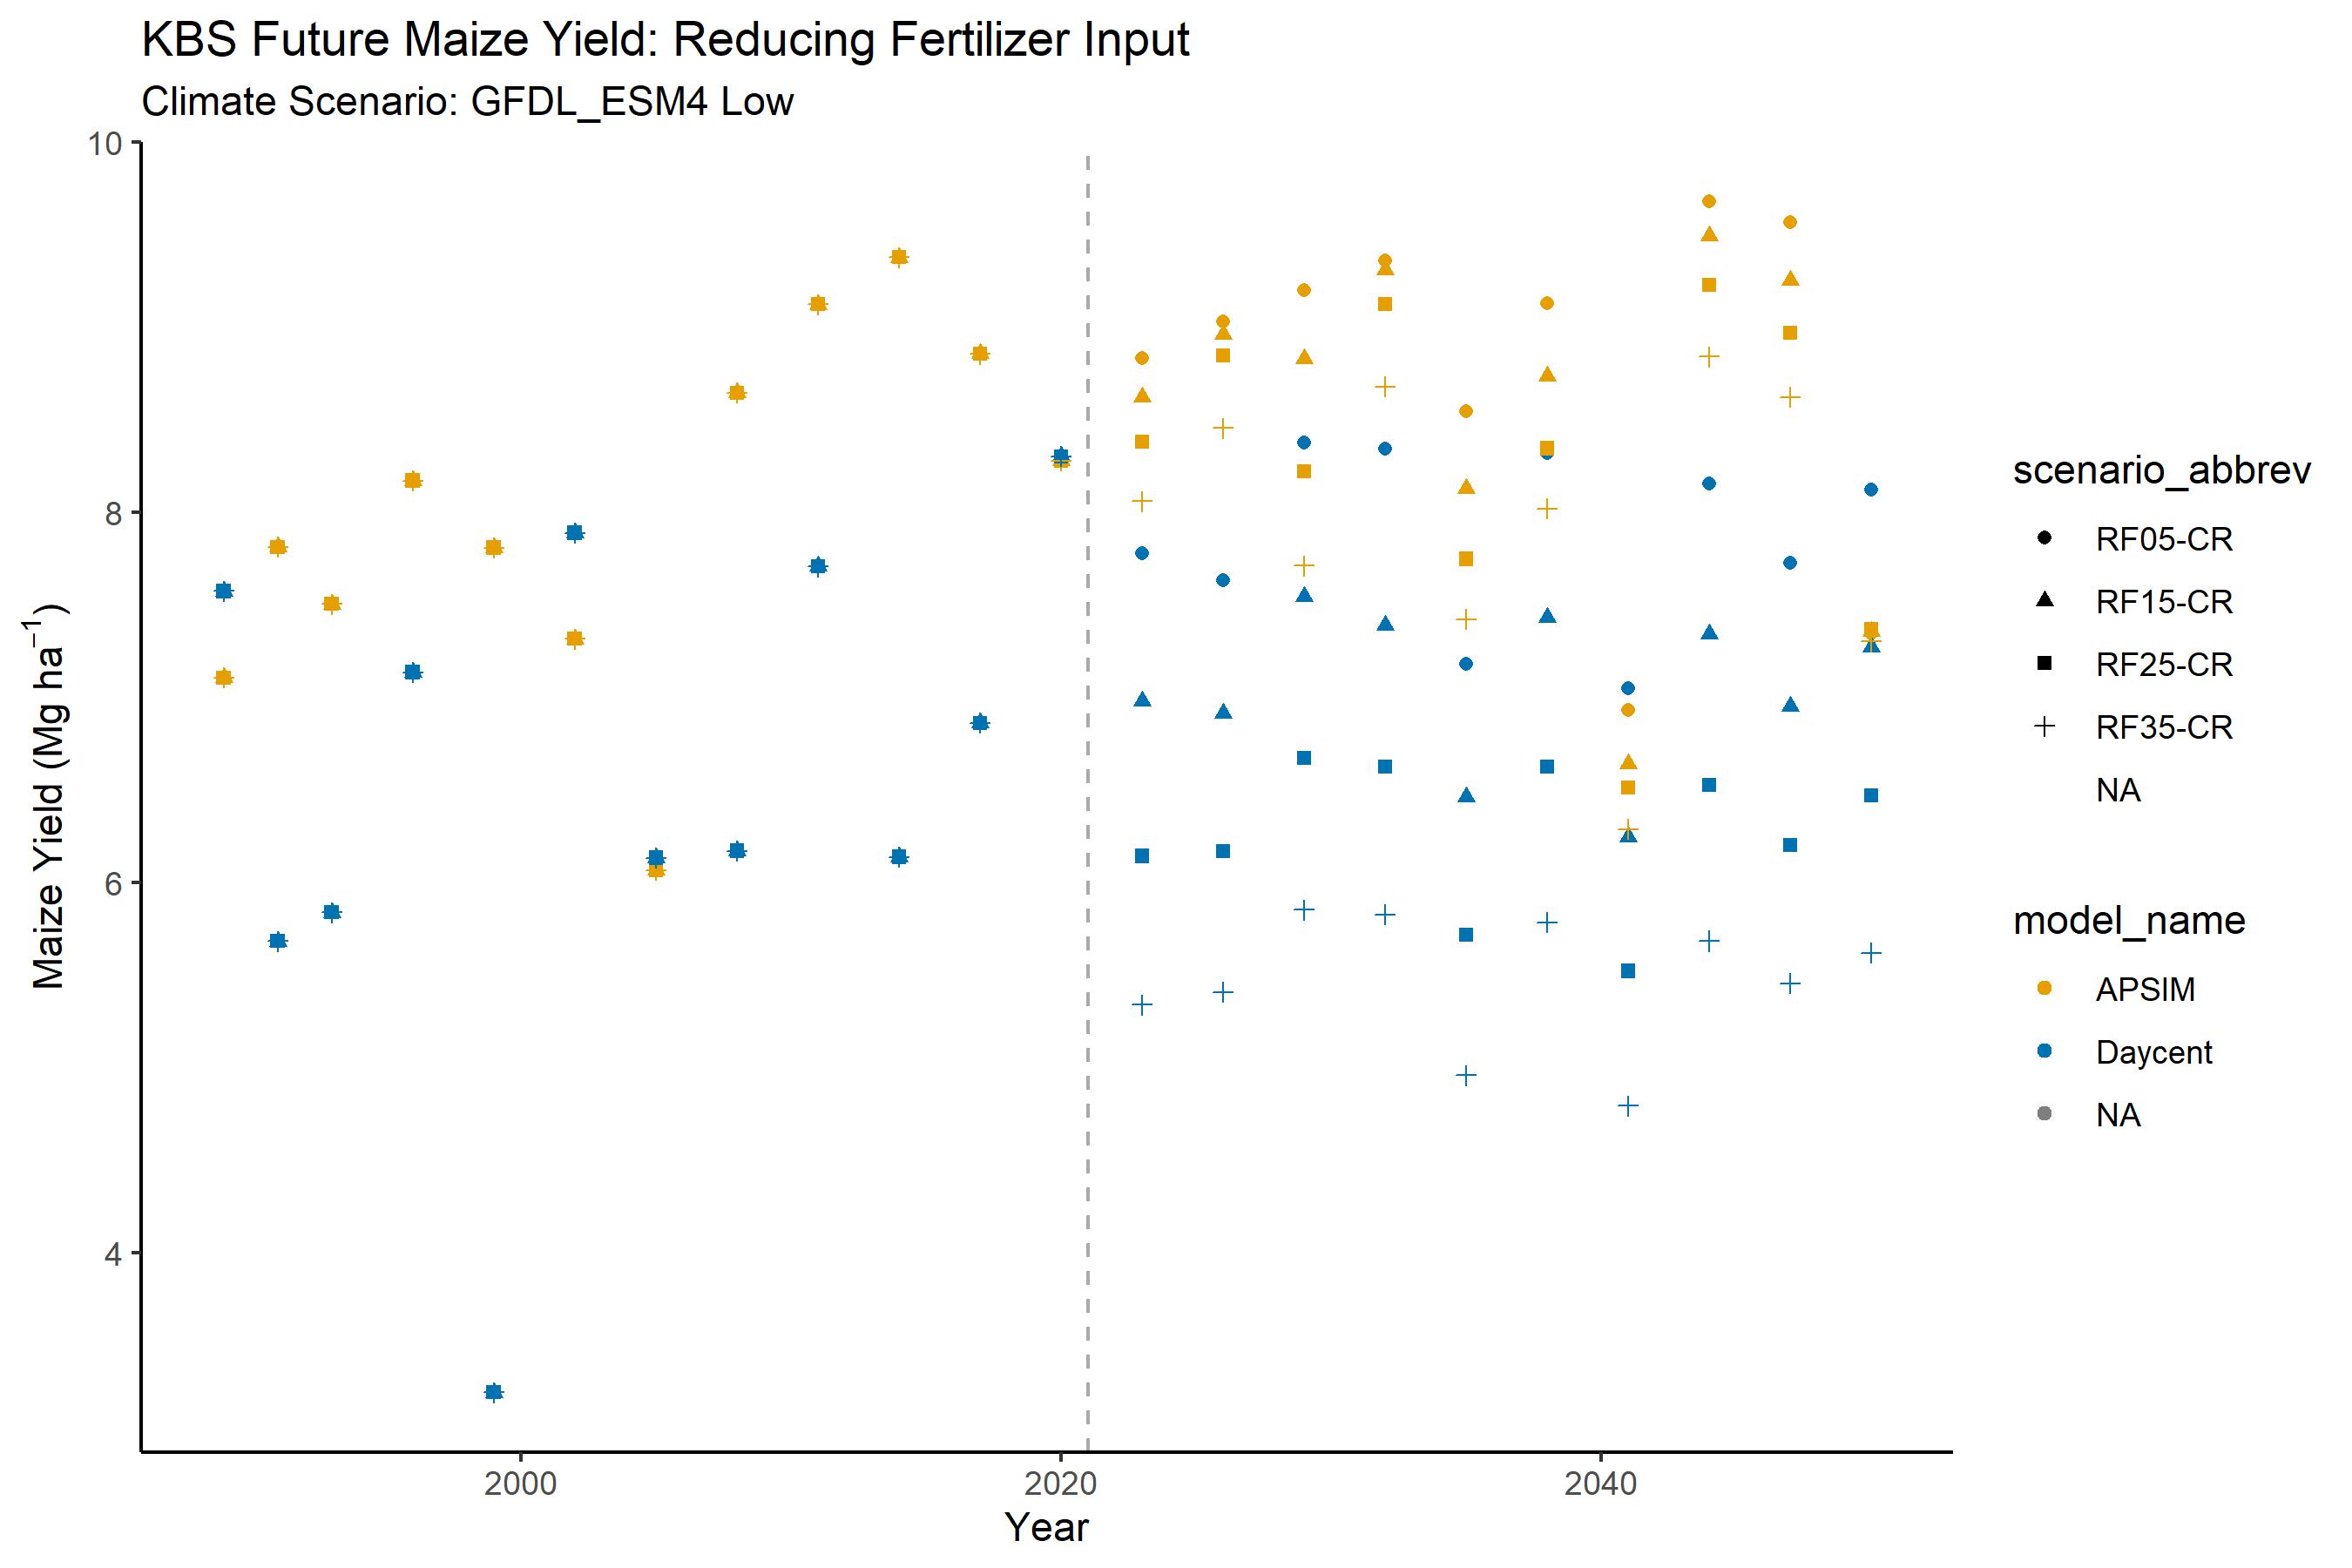 KBS Future Maize Yield: Reducing Fertilizer Input
Climate Scenario: GFDL_ESM4 Low
10
8
6
4
Maize Yield (Mg ha⁻¹)
2000
2020
2040
Year
scenario_abbrev
RF05-CR
RF15-CR
RF25-CR
RF35-CR
NA
model_name
APSIM
Daycent
NA